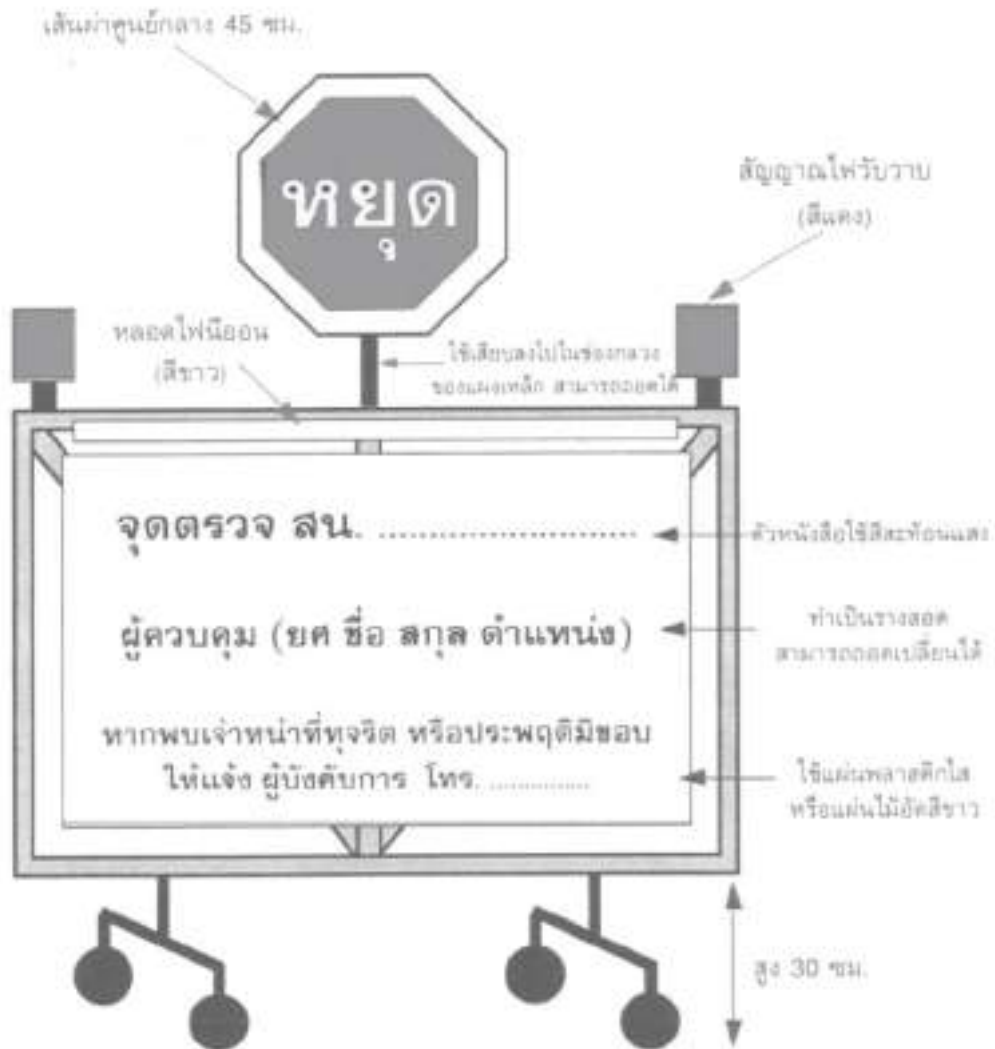 เส้นผ่าศูนย์กลาง 45 ซม.
หยุด
สัญญาณไฟวับวาบ
(สีแดง)
หลอดไฟนีออน
(สีขาว)
ใช้เสียบลงไปในช่องกลวง
ของแผงเหล็ก สามารถถอดได้
จุดตรวจ สน. ............................
ตัวหนังสือใช้สีสะท้อนแสง
ผู้ควบคุม (ยศ ชื่อ สกุล ตำแหน่ง)
ทำเป็นรางสอด
สามารถถอดเปลี่ยนได้
หากพบเจ้าหน้าที่ทุจริต หรือประพฤติมิชอบ
ให้แจ้ง ผู้บังคับการ โทร. ...............
ใช้แผ่นพลาสติกใส
หรือแผ่นไม้อัดสีขาว
สูง 30 ซม.